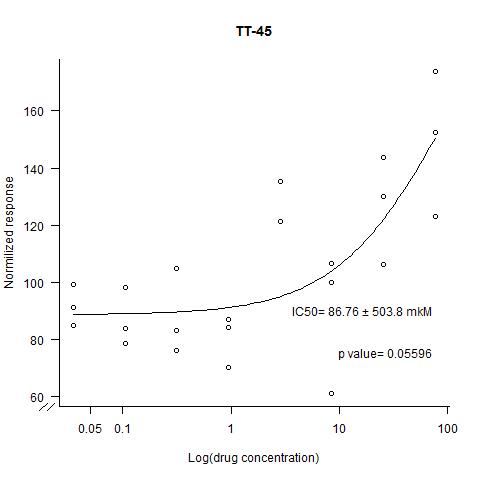 TT-45
160
140
120
100
80
60
Normilized response
IC50= 86.76 ± 503.8 mkM
p value= 0.05596
0.05 0.1 1 10 100
Log(drug concentration)